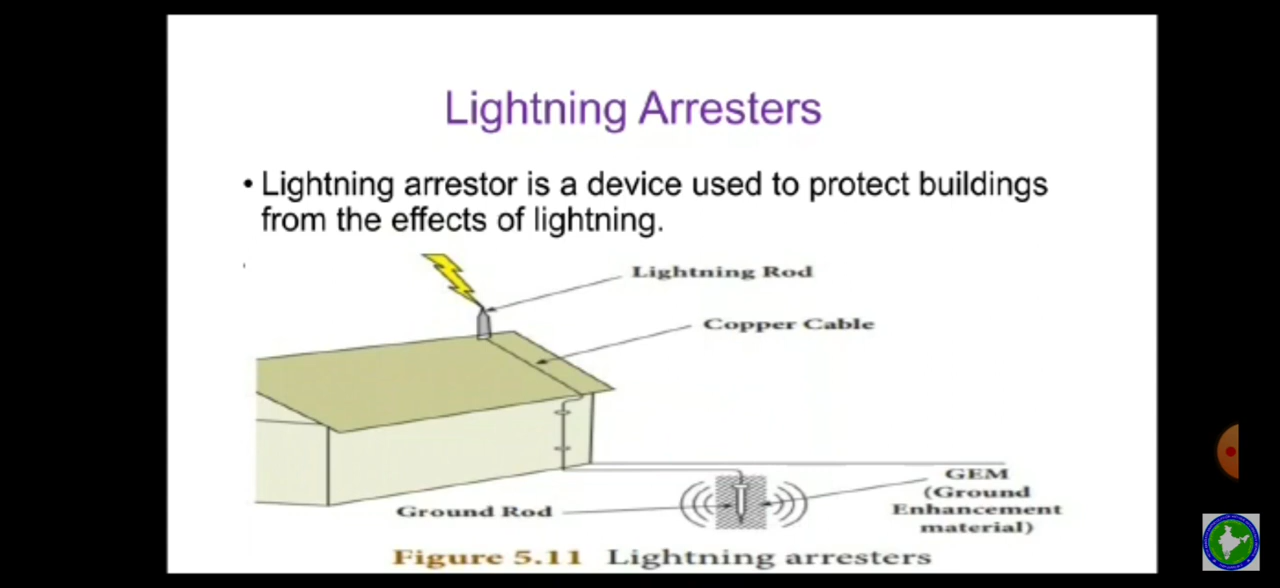 Lightning Arresters
• Lightning arrestor is a device used to protect buildings
from the effects of lightning.
Lightning Rod
Copper Cable
GEM
(Ground
Enhancement
material)
Ground Rod
Figure 5.11 Lightning arresters